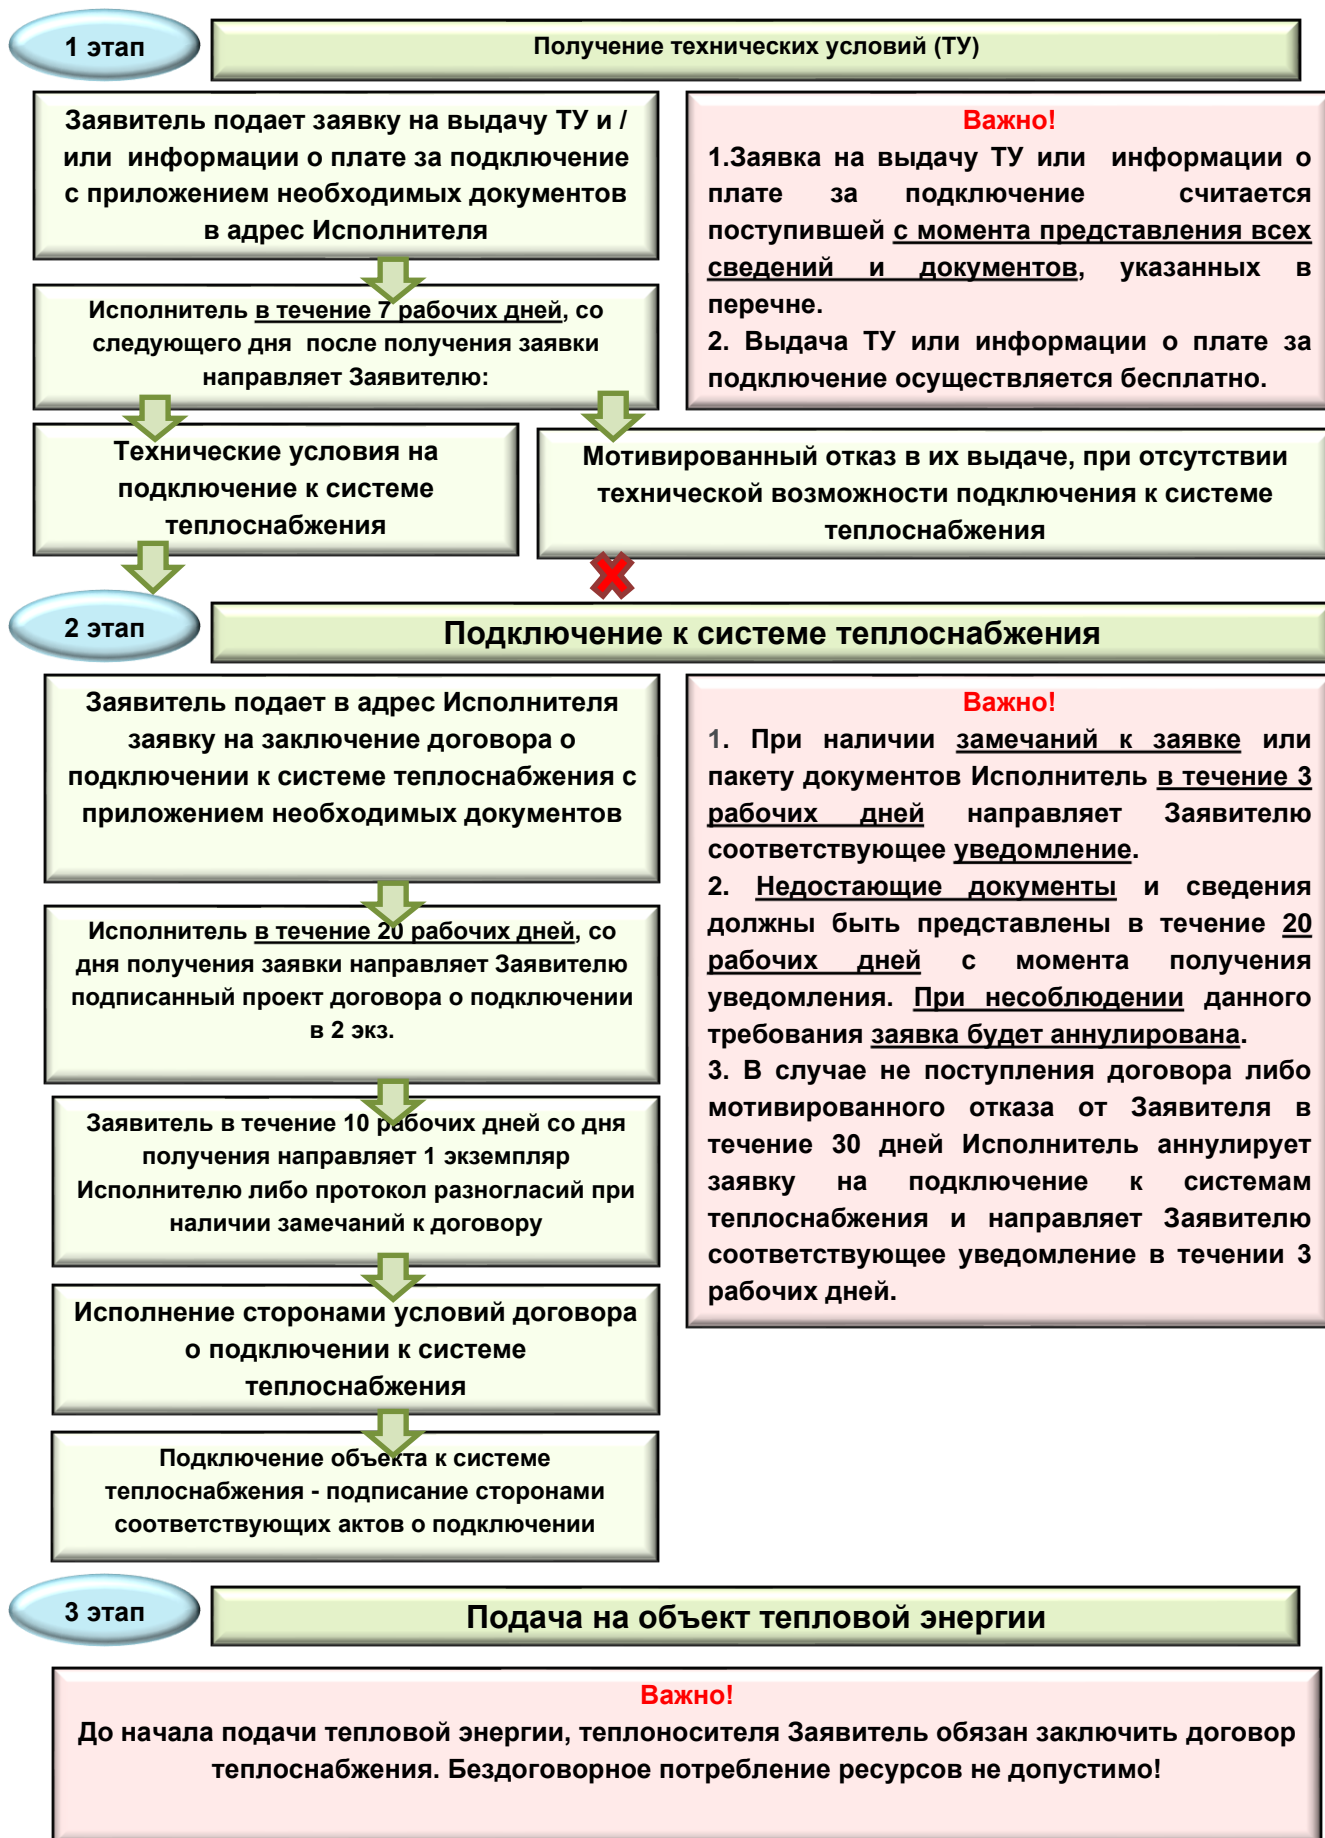 1 этап
Получение технических условий (ТУ)
Заявитель подает заявку на выдачу ТУ и /
или информации о плате за подключение
с приложением необходимых документов
в адрес Исполнителя
Важно!
1.Заявка на выдачу ТУ или информации о
плате за подключение считается
поступившей с момента представления всех
сведений и документов, указанных в
перечне.
2. Выдача ТУ или информации о плате за
подключение осуществляется бесплатно.
Исполнитель в течение 7 рабочих дней, со
следующего дня после получения заявки
направляет Заявителю:
Технические условия на
подключение к системе
теплоснабжения
Мотивированный отказ в их выдаче, при отсутствии
технической возможности подключения к системе
теплоснабжения
2 этап
Подключение к системе теплоснабжения
Заявитель подает в адрес Исполнителя
заявку на заключение договора о
подключении к системе теплоснабжения с
приложением необходимых документов
Исполнитель в течение 20 рабочих дней, со
дня получения заявки направляет Заявителю
подписанный проект договора о подключении
в 2 экз.
Заявитель в течение 10 рабочих дней со дня
получения направляет 1 экземпляр
Исполнителю либо протокол разногласий при
наличии замечаний к договору
Исполнение сторонами условий договора
о подключении к системе
теплоснабжения
Подключение объекта к системе
теплоснабжения - подписание сторонами
соответствующих актов о подключении
Важно!
1. При наличии замечаний к заявке или
пакету документов Исполнитель в течение 3
рабочих дней направляет Заявителю
соответствующее уведомление.
2. Недостающие документы и сведения
должны быть представлены в течение 20
рабочих дней с момента получения
уведомления. При несоблюдении данного
требования заявка будет аннулирована.
3. В случае не поступления договора либо
мотивированного отказа от Заявителя в
течение 30 дней Исполнитель аннулирует
заявку на подключение к системам
теплоснабжения и направляет Заявителю
соответствующее уведомление в течении 3
рабочих дней.
3 этап
Подача на объект тепловой энергии
Важно!
До начала подачи тепловой энергии, теплоносителя Заявитель обязан заключить договор
теплоснабжения. Бездоговорное потребление ресурсов не допустимо!